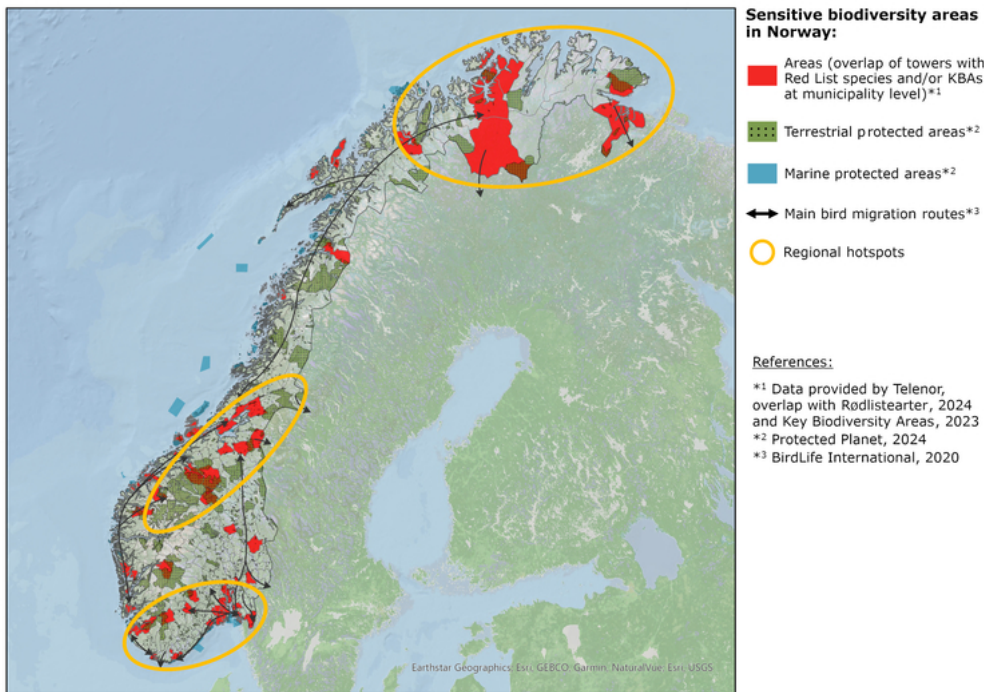 Sensitive biodiversity areas
in Norway:
Areas (overlap of towers with
Red List species and/or KBAs
at municipality level)*1
Terrestrial protected areas*2
Marine protected areas*2
Main bird migration routes*3
Regional hotspots
References:
*1 Data provided by Telenor,
overlap with Rødlistearter, 2024
and Key Biodiversity Areas, 2023
*2 Protected Planet, 2024
*3 BirdLife International, 2020
Earthstar Geographics, Esri, GEBCO, Garmin, NaturalVue, Esri, USGS